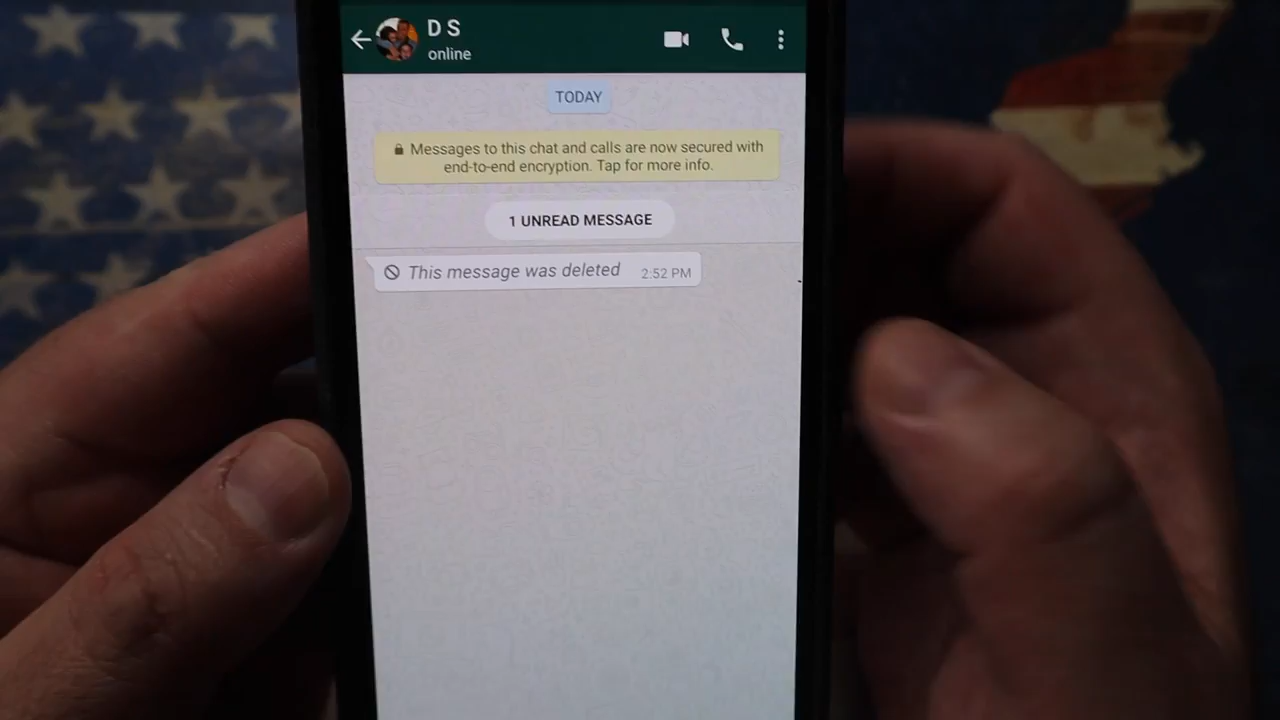 D S
online
TODAY
Messages to this chat and calls are now secured with
end-to-end encryption. Tap for more info.
1 UNREAD MESSAGE
This message was deleted 2:52 PM